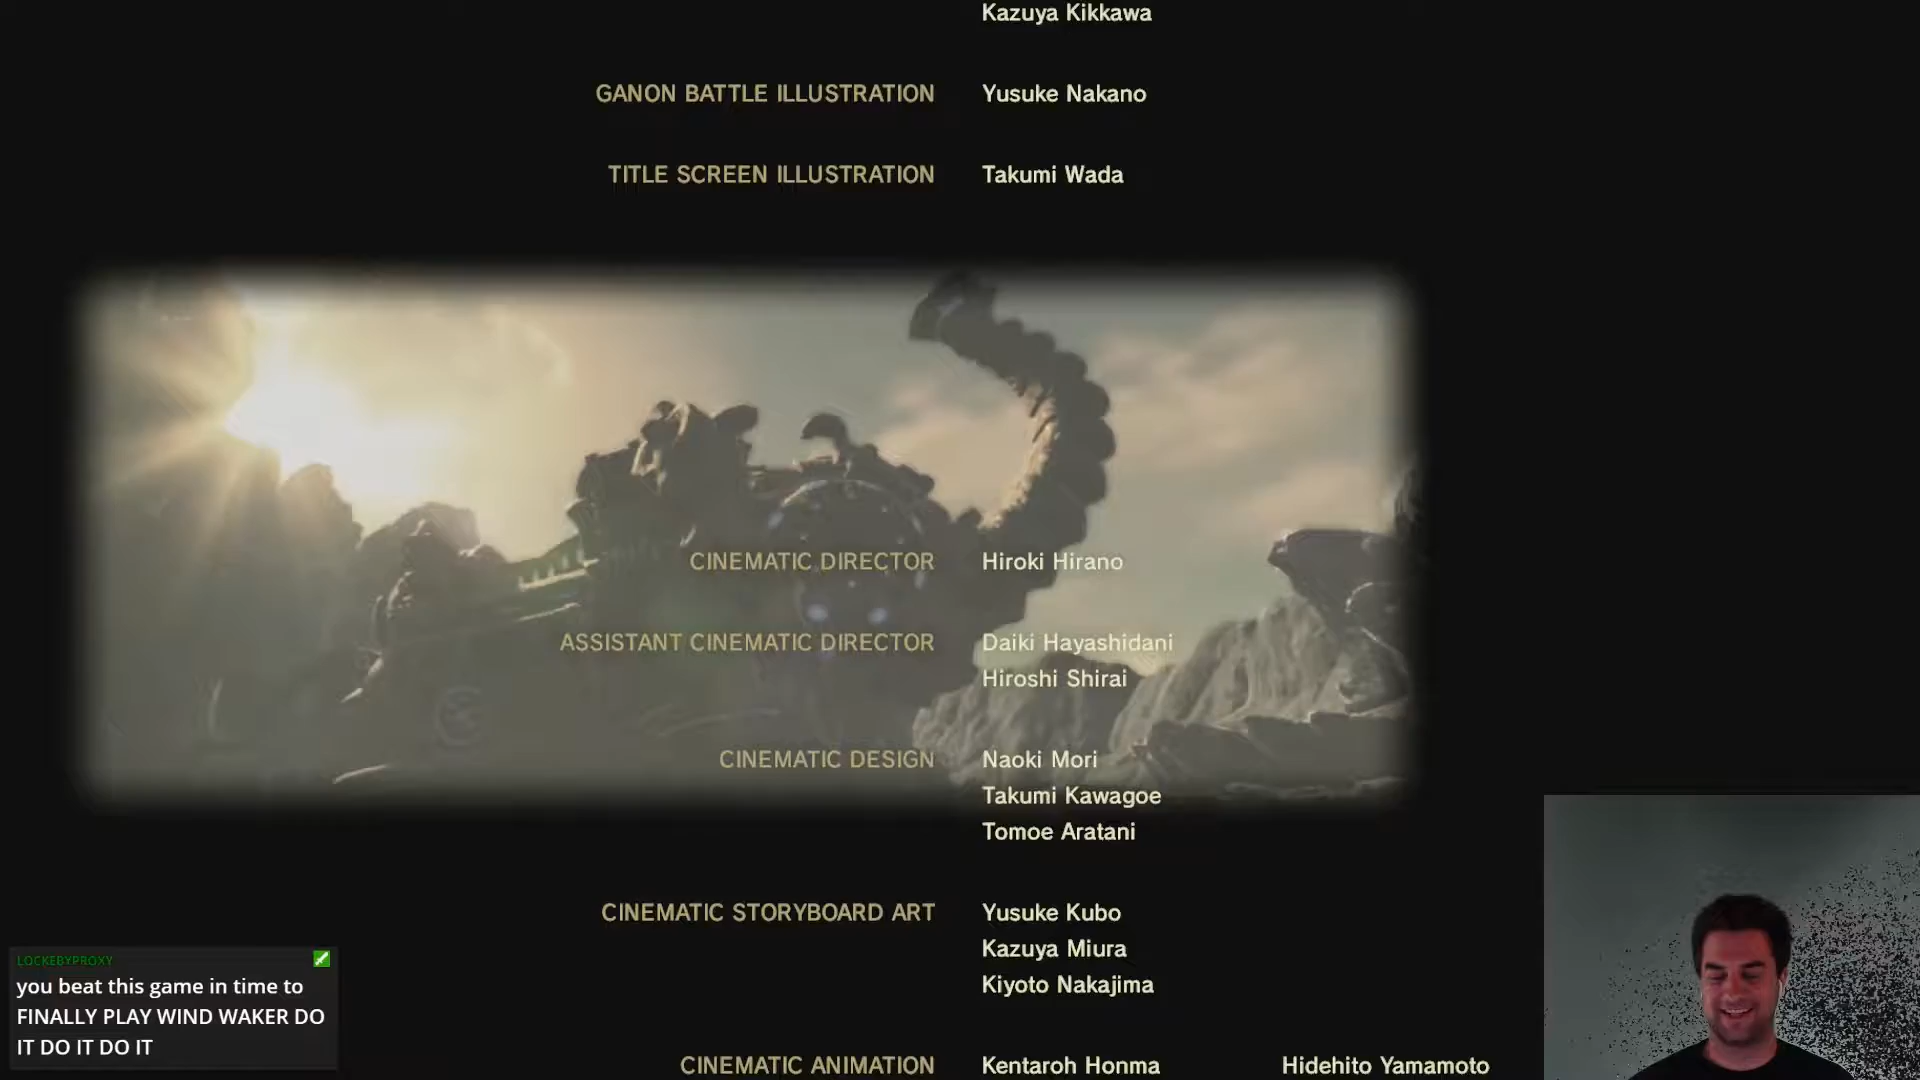 Kazuya Kikkawa
GANON BATTLE ILLUSTRATION Yusuke Nakano
TITLE SCREEN ILLUSTRATION Takumi Wada
CINEMATIC DIRECTOR Hiroki Hirano
ASSISTANT CINEMATIC DIRECTOR Daiki Hayashidani
Hiroshi Shirai
CINEMATIC DESIGN Naoki Mori
Takumi Kawagoe
Tomoe Aratani
CINEMATIC STORYBOARD ART Yusuke Kubo
Kazuya Miura
Kiyoto Nakajima
CINEMATIC ANIMATION Kentaroh Honma Hidehito Yamamoto
LOCKEBYPROXY
you beat this game in time to
FINALLY PLAY WIND WAKER DO
IT DO IT DO IT